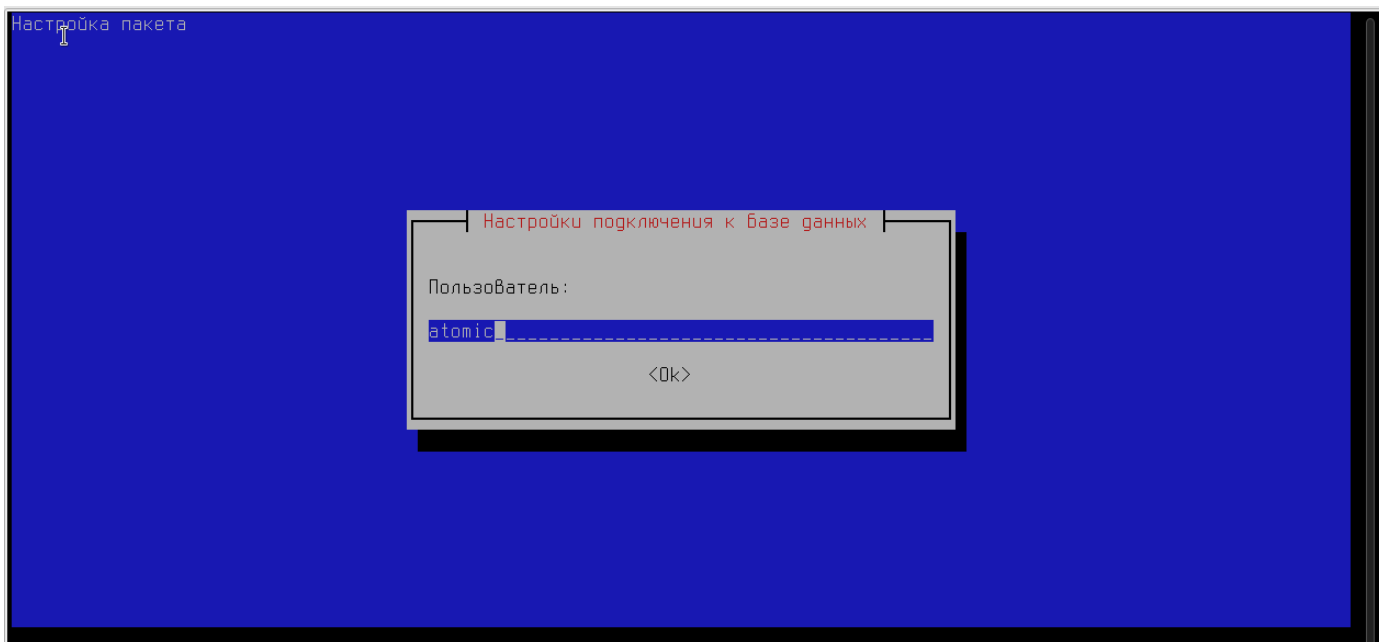 Настройка пакета
Настройки подключения к базе данных
Пользователь:
atomic
<Ok>